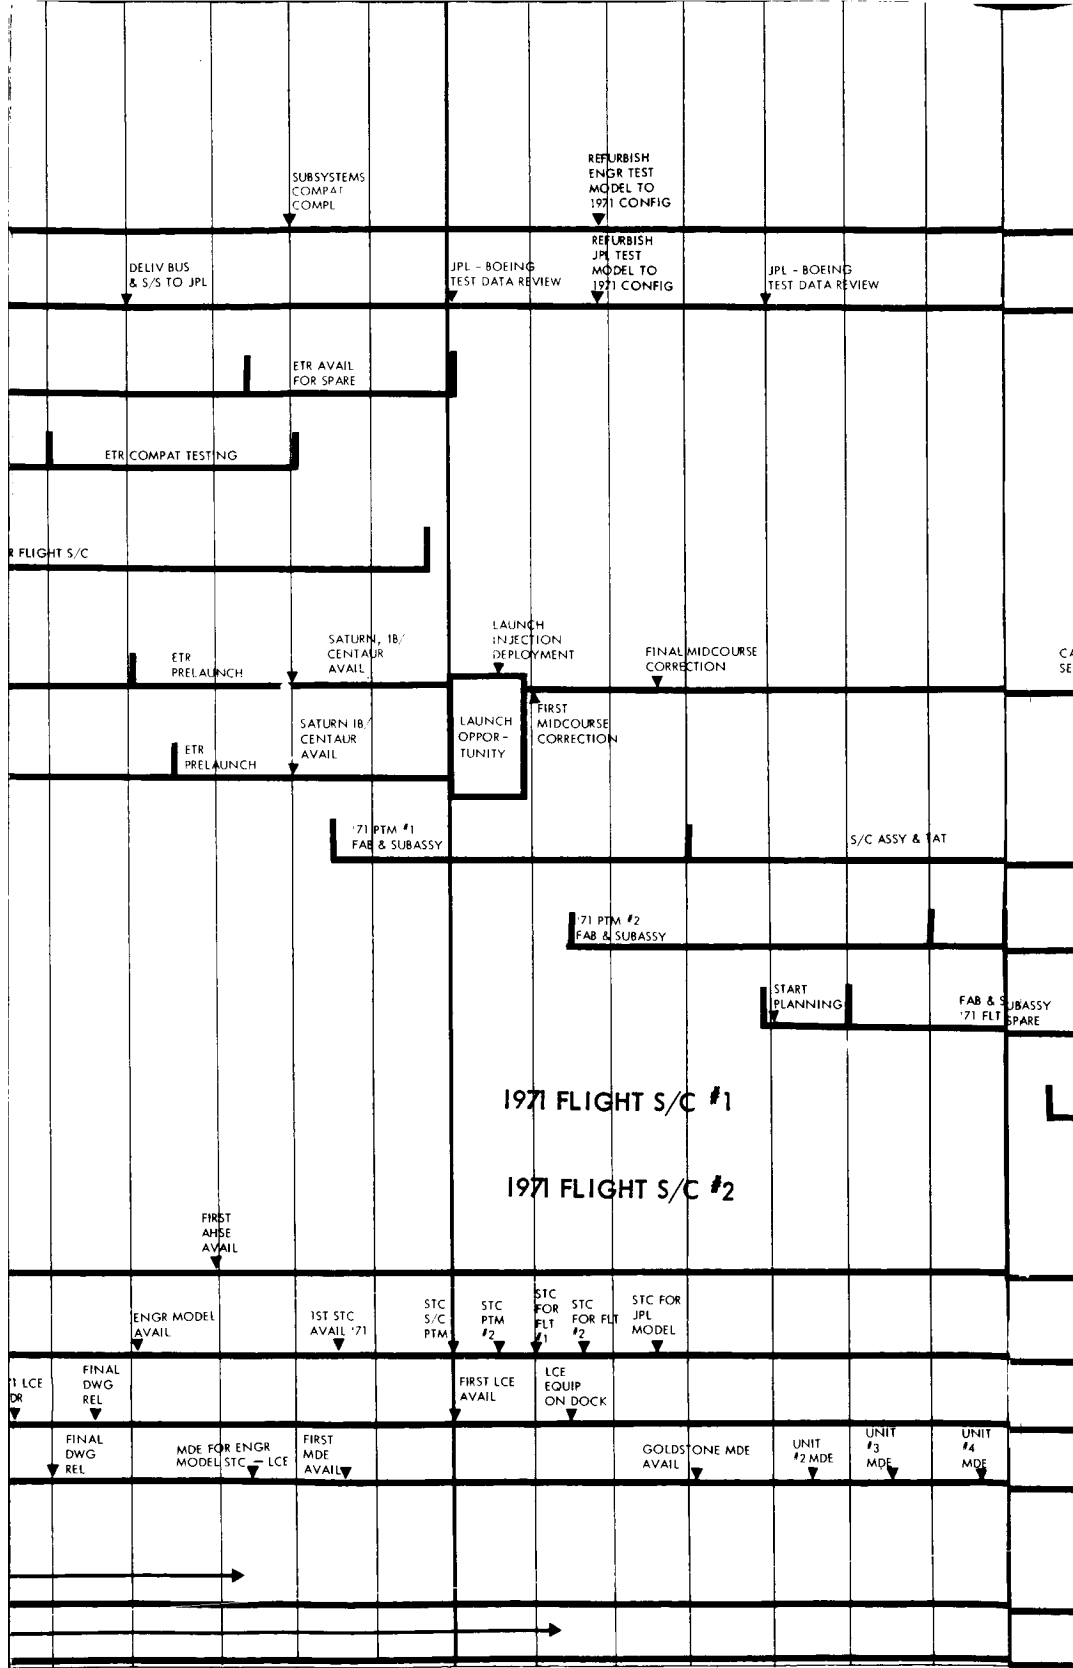 REFURBISH
ENGR TEST
MODEL TO
1971 CONFIG
SUBSYSTEMS
COMPAT
COMPL
REFURBISH
JPL TEST
MODEL TO
1971 CONFIG
DELIV BUS
& S/S TO JPL
JPL - BOEING
TEST DATA REVIEW
JPL - BOEING
TEST DATA REVIEW
ETR AVAIL
FOR SPARE
ETR COMPAT TESTING
R FLIGHT S/C
LAUNCH
INJECTION
DEPLOYMENT
SATURN, 1B/
CENTAUR
AVAIL
ETR
PRELAUNCH
FINAL MIDCOURSE
CORRECTION
CA
SE
FIRST
MIDCOURSE
CORRECTION
LAUNCH
OPPOR-
TUNITY
SATURN 1B/
CENTAUR
AVAIL
ETR
PRELAUNCH
'71 PTM #1
FAB & SUBASSY
S/C ASSY & TAT
'71 PTM #2
FAB & SUBASSY
START
PLANNING
FAB & SUBASSY
'71 FLT SPARE
1971 FLIGHT S/C #1
1971 FLIGHT S/C #2
FIRST
AHSE
AVAIL
ENGR MODEL
AVAIL
1ST STC
AVAIL '71
STC
S/C
PTM
STC
PTM
#2
STC
FOR
FLT
#1
STC
FOR FLT
#2
STC FOR
JPL
MODEL
'1 LCE
DR
FINAL
DWG
REL
FIRST LCE
AVAIL
LCE
EQUIP
ON DOCK
FINAL
DWG
REL
MDE FOR ENGR
MODEL STC - LCE
FIRST
MDE
AVAIL
GOLDSTONE MDE
AVAIL
UNIT
#2 MDE
UNIT
#3
MDE
UNIT
#4
MDE